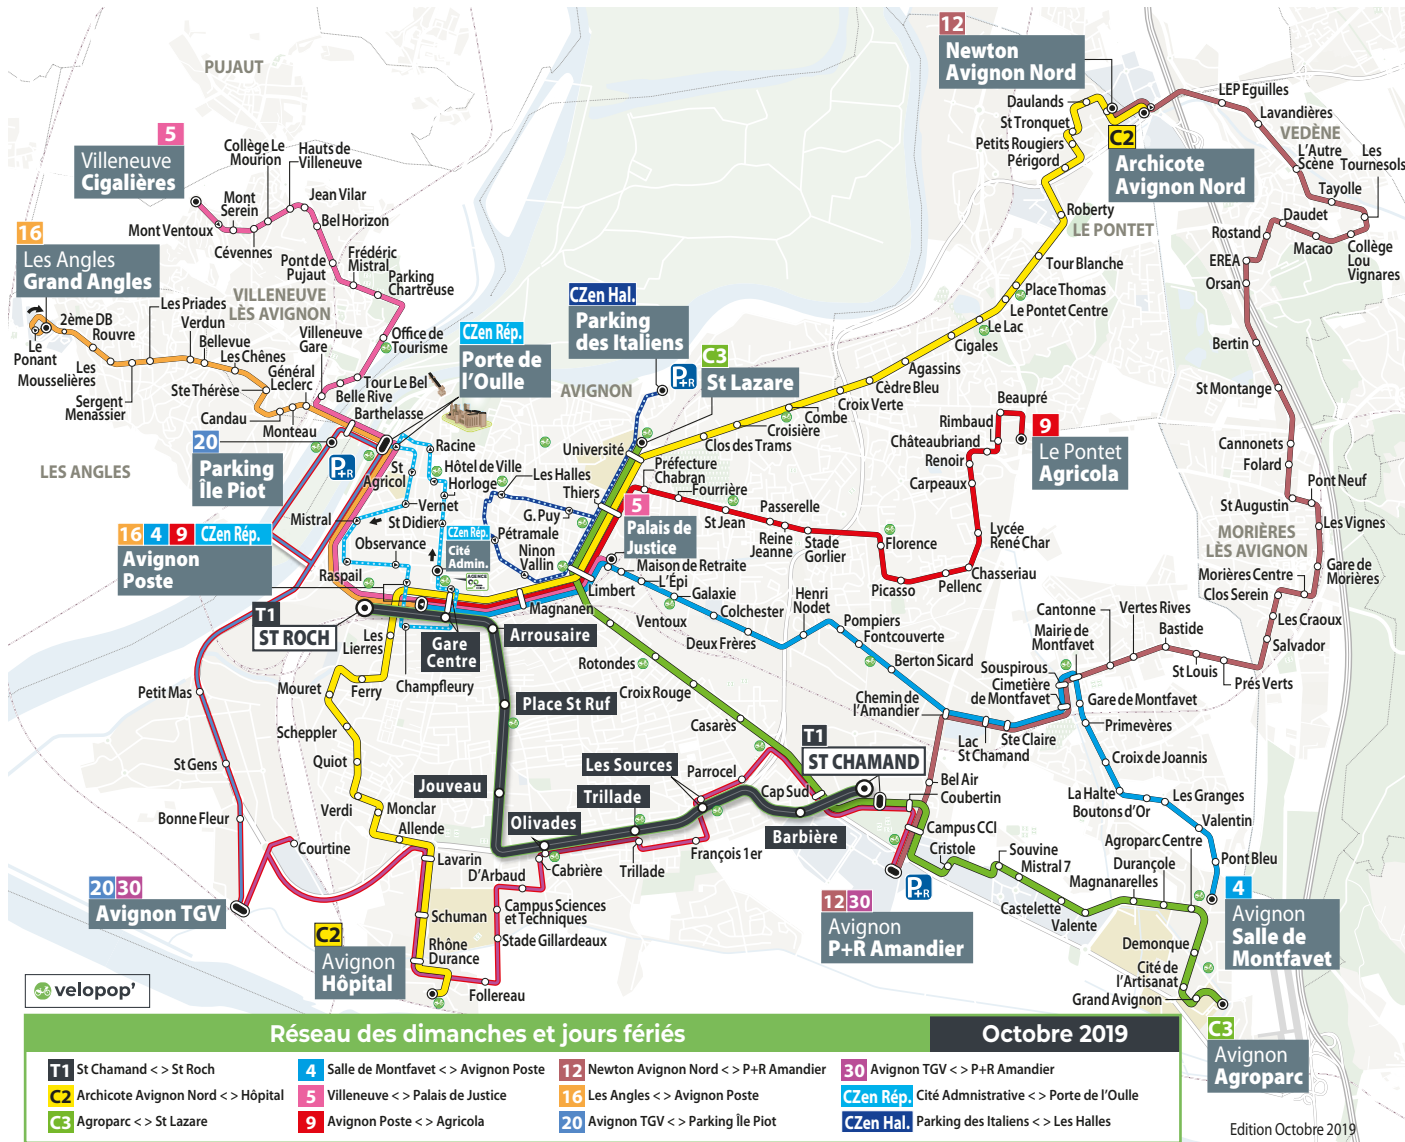 12
Newton
Avignon Nord
PUJAUT
Daulands
St Tronquet
Petits Rougiers
Périgord
C2
Archicote
Avignon Nord
LEP Eguilles
Lavandières
VEDÈNE
L'Autre
Scène
Les
Tournesols
Tayolle
Daudet
Rostand
Macao
Collège
Lou
Vignares
EREA
Orsan
Bertin
St Montange
Cannonets
Folard
Pont Neuf
St Augustin
Les Vignes
MORIÈRES
LÈS AVIGNON
Gare de
Morières
Morières Centre
Clos Serein
Les Craoux
Salvador
Prés Verts
St Louis
Bastide
Vertes Rives
Cantonne
Mairie de
Montfavet
Souspirous
Cimetière
de Montfavet
5
Villeneuve
Cigalières
Collège Le
Mourion
Hauts de
Villeneuve
Jean Vilar
Mont
Serein
Bel Horizon
Mont Ventoux
Cévennes
Pont de
Pujaut
Frédéric
Mistral
Parking
Chartreuse
16
Les Angles
Grand Angles
VILLENEUVE
LÈS AVIGNON
Les Priades
2ème DB
Rouvre
Verdun
Bellevue
Les Chênes
Général
Leclerc
Villeneuve
Gare
Office de
Tourisme
Le
Ponant
Les
Mousselières
Sergent
Menassier
Ste Thérèse
Candau
Monteau
Tour Le Bel
Belle Rive
Barthelasse
CZen Rép.
Porte de
l'Oulle
CZen Hal.
Parking
des Italiens
P+R
C3
St Lazare
AVIGNON
LE PONTET
Roberty
Tour Blanche
Place Thomas
Le Pontet Centre
Le Lac
Cigales
Agassins
Cèdre Bleu
Croix Verte
Combe
Croisière
Clos des Trams
Beaupré
Rimbaud
Châteaubriand
Renoir
Carpeaux
9
Le Pontet
Agricola
Lycée
René Char
Chasseriau
Pellenc
Picasso
Florence
Stade
Gorlier
Passerelle
Reine
Jeanne
St Jean
Fourrière
Préfecture
Chabran
Université
Thiers
5
Palais de
Justice
20
Parking
Île Piot
P+R
LES ANGLES
Racine
Hôtel de Ville
Horloge
St
Agricol
Vernet
Mistral
St Didier
Observance
Raspail
Les Halles
G. Puy
Pétramale
Ninon
Vallin
CZen Rép.
Cité
Admin.
AGENCE
16 4 9 CZen Rép.
Avignon
Poste
T1
ST ROCH
Magnanen
Limbert
Maison de Retraite
L'Épi
Galaxie
Colchester
Deux Frères
Henri
Nodet
Pompiers
Fontcouverte
Berton Sicard
Chemin de
l'Amandier
Lac
St Chamand
Ste Claire
Gare de Montfavet
Primevères
Croix de Joannis
La Halte
Boutons d'Or
Les Granges
Valentin
Pont Bleu
4
Avignon
Salle de
Montfavet
Ventoux
Rotondes
Croix Rouge
Casarès
T1
ST CHAMAND
Cap Sud
Parrocel
Les Sources
Trillade
Olivades
Barbière
Jouveau
Place St Ruf
Arrousaire
Gare
Centre
Champfleury
Les
Lierres
Ferry
Mouret
Scheppler
Quiot
Verdi
Monclar
Allende
Lavarin
Schuman
Rhône
Durance
Petit Mas
St Gens
Bonne Fleur
Courtine
20 30
Avignon TGV
C2
Avignon
Hôpital
D'Arbaud
Cabrière
Trillade
François 1er
Campus Sciences
et Techniques
Stade Gillardeaux
Follereau
Bel Air
Coubertin
Campus CCI
P+R
12 30
Avignon
P+R Amandier
Cristole
Souvine
Mistral 7
Castelette
Valente
Magnanarelles
Durançole
Agroparc Centre
Demonque
Cité de
l'Artisanat
Grand Avignon
C3
Avignon
Agroparc
velopop'
Réseau des dimanches et jours fériés
Octobre 2019
T1 St Chamand < > St Roch
C2 Archicote Avignon Nord < > Hôpital
C3 Agroparc < > St Lazare
4 Salle de Montfavet < > Avignon Poste
5 Villeneuve < > Palais de Justice
9 Avignon Poste < > Agricola
12 Newton Avignon Nord < > P+R Amandier
16 Les Angles < > Avignon Poste
20 Avignon TGV < > Parking Île Piot
30 Avignon TGV < > P+R Amandier
CZen Rép. Cité Admnistrative < > Porte de l'Oulle
CZen Hal. Parking des Italiens < > Les Halles
Edition Octobre 2019